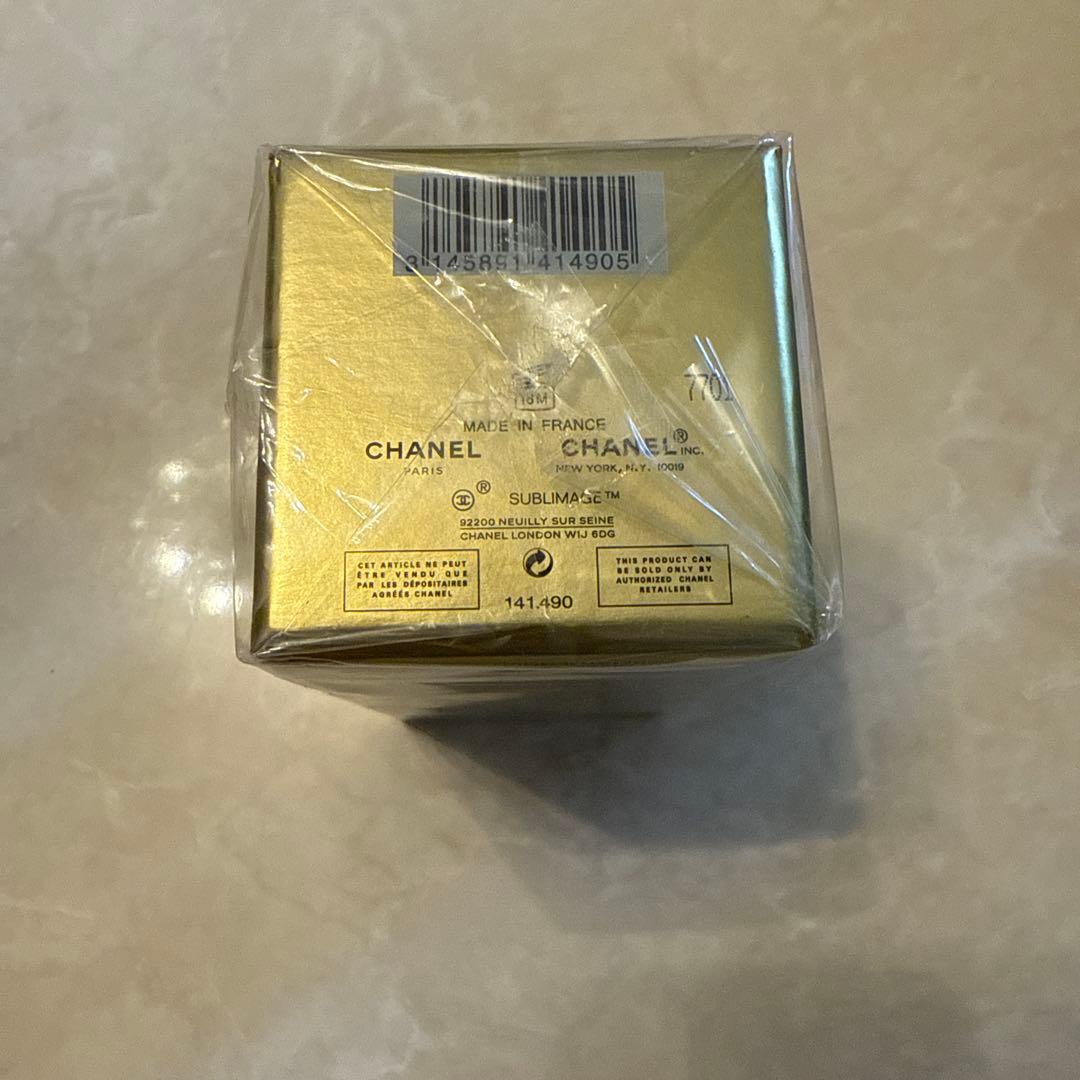 3 145891 414905
18M
7701
MADE IN FRANCE
CHANEL CHANEL® INC.
PARIS NEW YORK, N.Y. 10019
® SUBLIMAGE™
92200 NEUILLY SUR SEINE
CHANEL LONDON W1J 6DG
CET ARTICLE NE PEUT
ÊTRE VENDU QUE
PAR LES DÉPOSITAIRES
AGRÉÉS CHANEL
141.490
THIS PRODUCT CAN
BE SOLD ONLY BY
AUTHORIZED CHANEL
RETAILERS